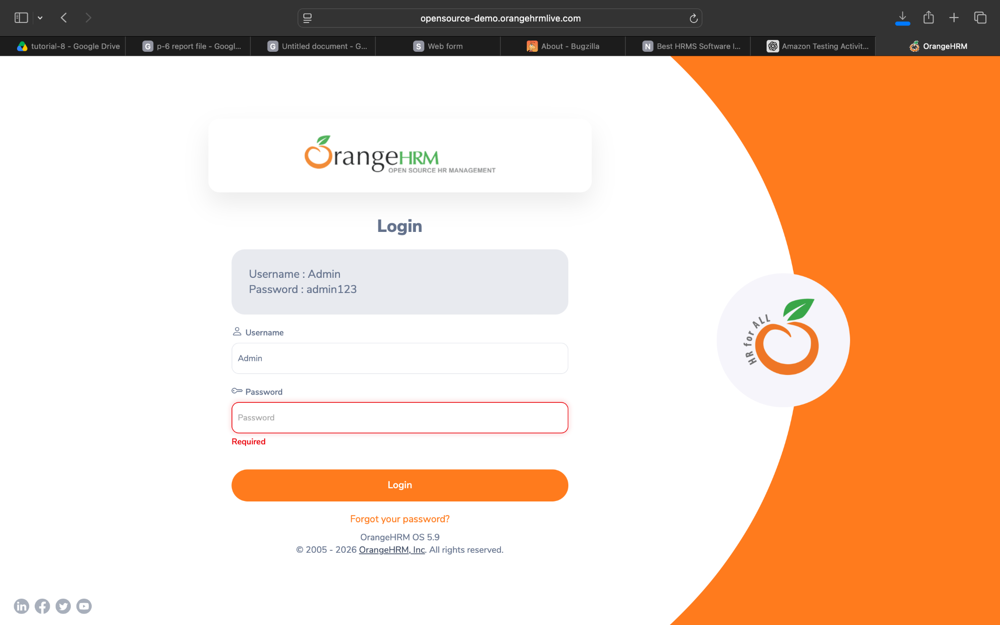 opensource-demo.orangehrmlive.com
tutorial-8 - Google Drive
G p-6 report file - Googl...
G Untitled document - G...
S Web form
About - Bugzilla
N Best HRMS Software I...
Amazon Testing Activit...
OrangeHRM
OrangeHRM
OPEN SOURCE HR MANAGEMENT
Login
Username : Admin
Password : admin123
Username
Admin
Password
Password
Required
Login
Forgot your password?
OrangeHRM OS 5.9
© 2005 - 2026 OrangeHRM, Inc. All rights reserved.
HR for ALL
in